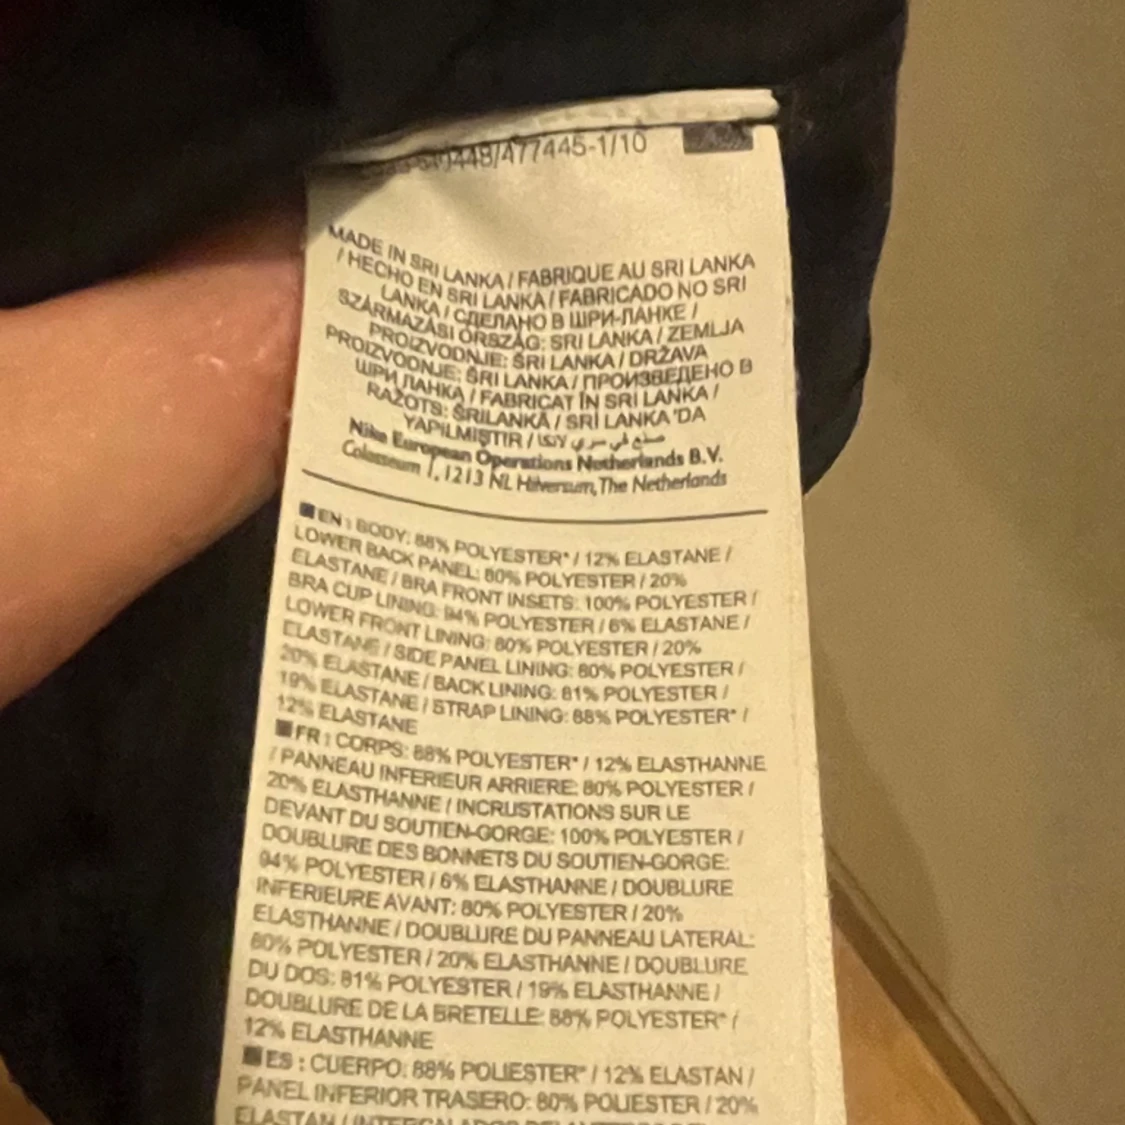 449/477445-1/10
MADE IN SRI LANKA / FABRIQUE AU SRI LANKA
/ HECHO EN SRI LANKA / FABRICADO NO SRI
LANKA / СДЕЛАНО В ШРИ-ЛАНКЕ /
SZÁRMAZÁSI ORSZÁG: SRI LANKA / ZEMLJA
PROIZVODNJE: ŠRI LANKA / DRŽAVA
PROIZVODNJE: ŠRI LANKA / ПРОИЗВЕДЕНО В
ШРИ ЛАНКА / FABRICAT ÎN SRI LANKA /
RAŽOTS: ŠRILANKĀ / SRİ LANKA'DA
YAPILMIŞTIR / صنع في سري لانكا
Nike European Operations Netherlands B.V.
Colosseum 1, 1213 NL Hilversum, The Netherlands
EN : BODY: 88% POLYESTER* / 12% ELASTANE /
LOWER BACK PANEL: 80% POLYESTER / 20%
ELASTANE / BRA FRONT INSETS: 100% POLYESTER /
BRA CUP LINING: 94% POLYESTER / 6% ELASTANE /
LOWER FRONT LINING: 80% POLYESTER / 20%
ELASTANE / SIDE PANEL LINING: 80% POLYESTER /
20% ELASTANE / BACK LINING: 81% POLYESTER /
19% ELASTANE / STRAP LINING: 88% POLYESTER* /
12% ELASTANE
FR : CORPS: 88% POLYESTER* / 12% ELASTHANNE
/ PANNEAU INFERIEUR ARRIERE: 80% POLYESTER /
20% ELASTHANNE / INCRUSTATIONS SUR LE
DEVANT DU SOUTIEN-GORGE: 100% POLYESTER /
DOUBLURE DES BONNETS DU SOUTIEN-GORGE:
94% POLYESTER / 6% ELASTHANNE / DOUBLURE
INFERIEURE AVANT: 80% POLYESTER / 20%
ELASTHANNE / DOUBLURE DU PANNEAU LATERAL:
80% POLYESTER / 20% ELASTHANNE / DOUBLURE
DU DOS: 81% POLYESTER / 19% ELASTHANNE /
DOUBLURE DE LA BRETELLE: 88% POLYESTER* /
12% ELASTHANNE
ES : CUERPO: 88% POLIESTER* / 12% ELASTAN /
PANEL INFERIOR TRASERO: 80% POLIESTER / 20%
ELASTAN /